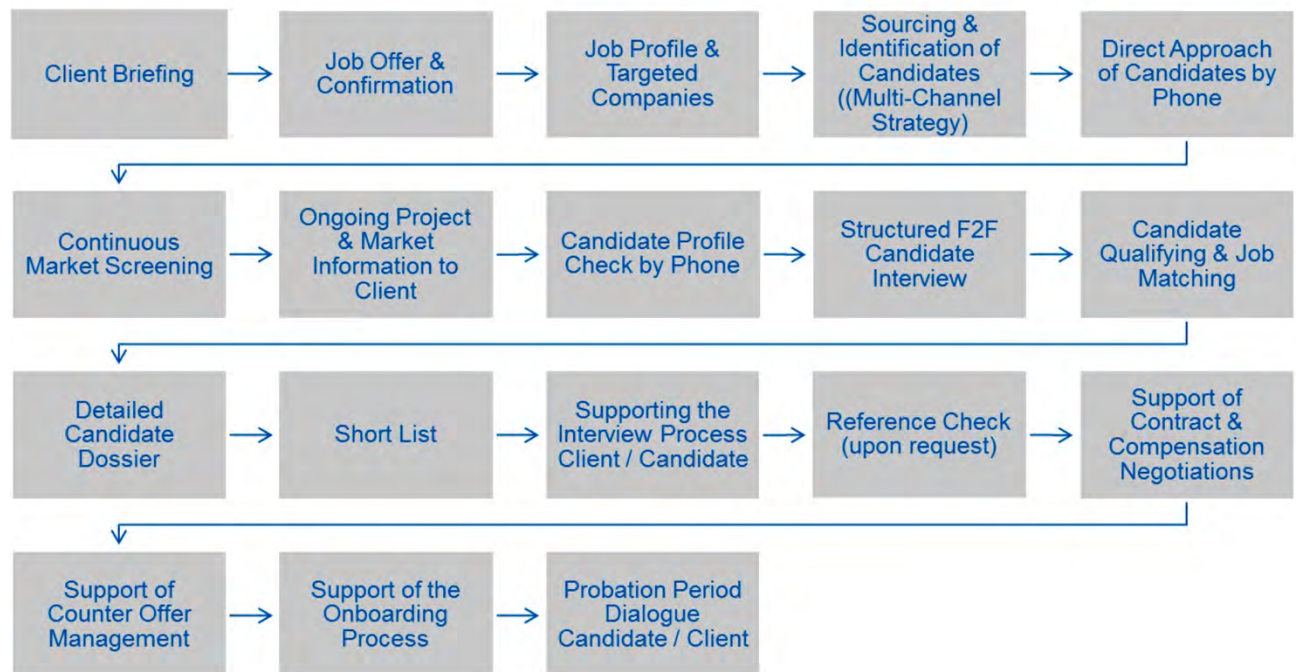 Client Briefing
Job Offer &
Confirmation
Job Profile &
Targeted
Companies
Sourcing &
Identification of
Candidates
((Multi-Channel
Strategy)
Direct Approach
of Candidates by
Phone
Continuous
Market Screening
Ongoing Project
& Market
Information to
Client
Candidate Profile
Check by Phone
Structured F2F
Candidate
Interview
Candidate
Qualifying & Job
Matching
Detailed
Candidate
Dossier
Short List
Supporting the
Interview Process
Client / Candidate
Reference Check
(upon request)
Support of
Contract &
Compensation
Negotiations
Support of
Counter Offer
Management
Support of the
Onboarding
Process
Probation Period
Dialogue
Candidate / Client